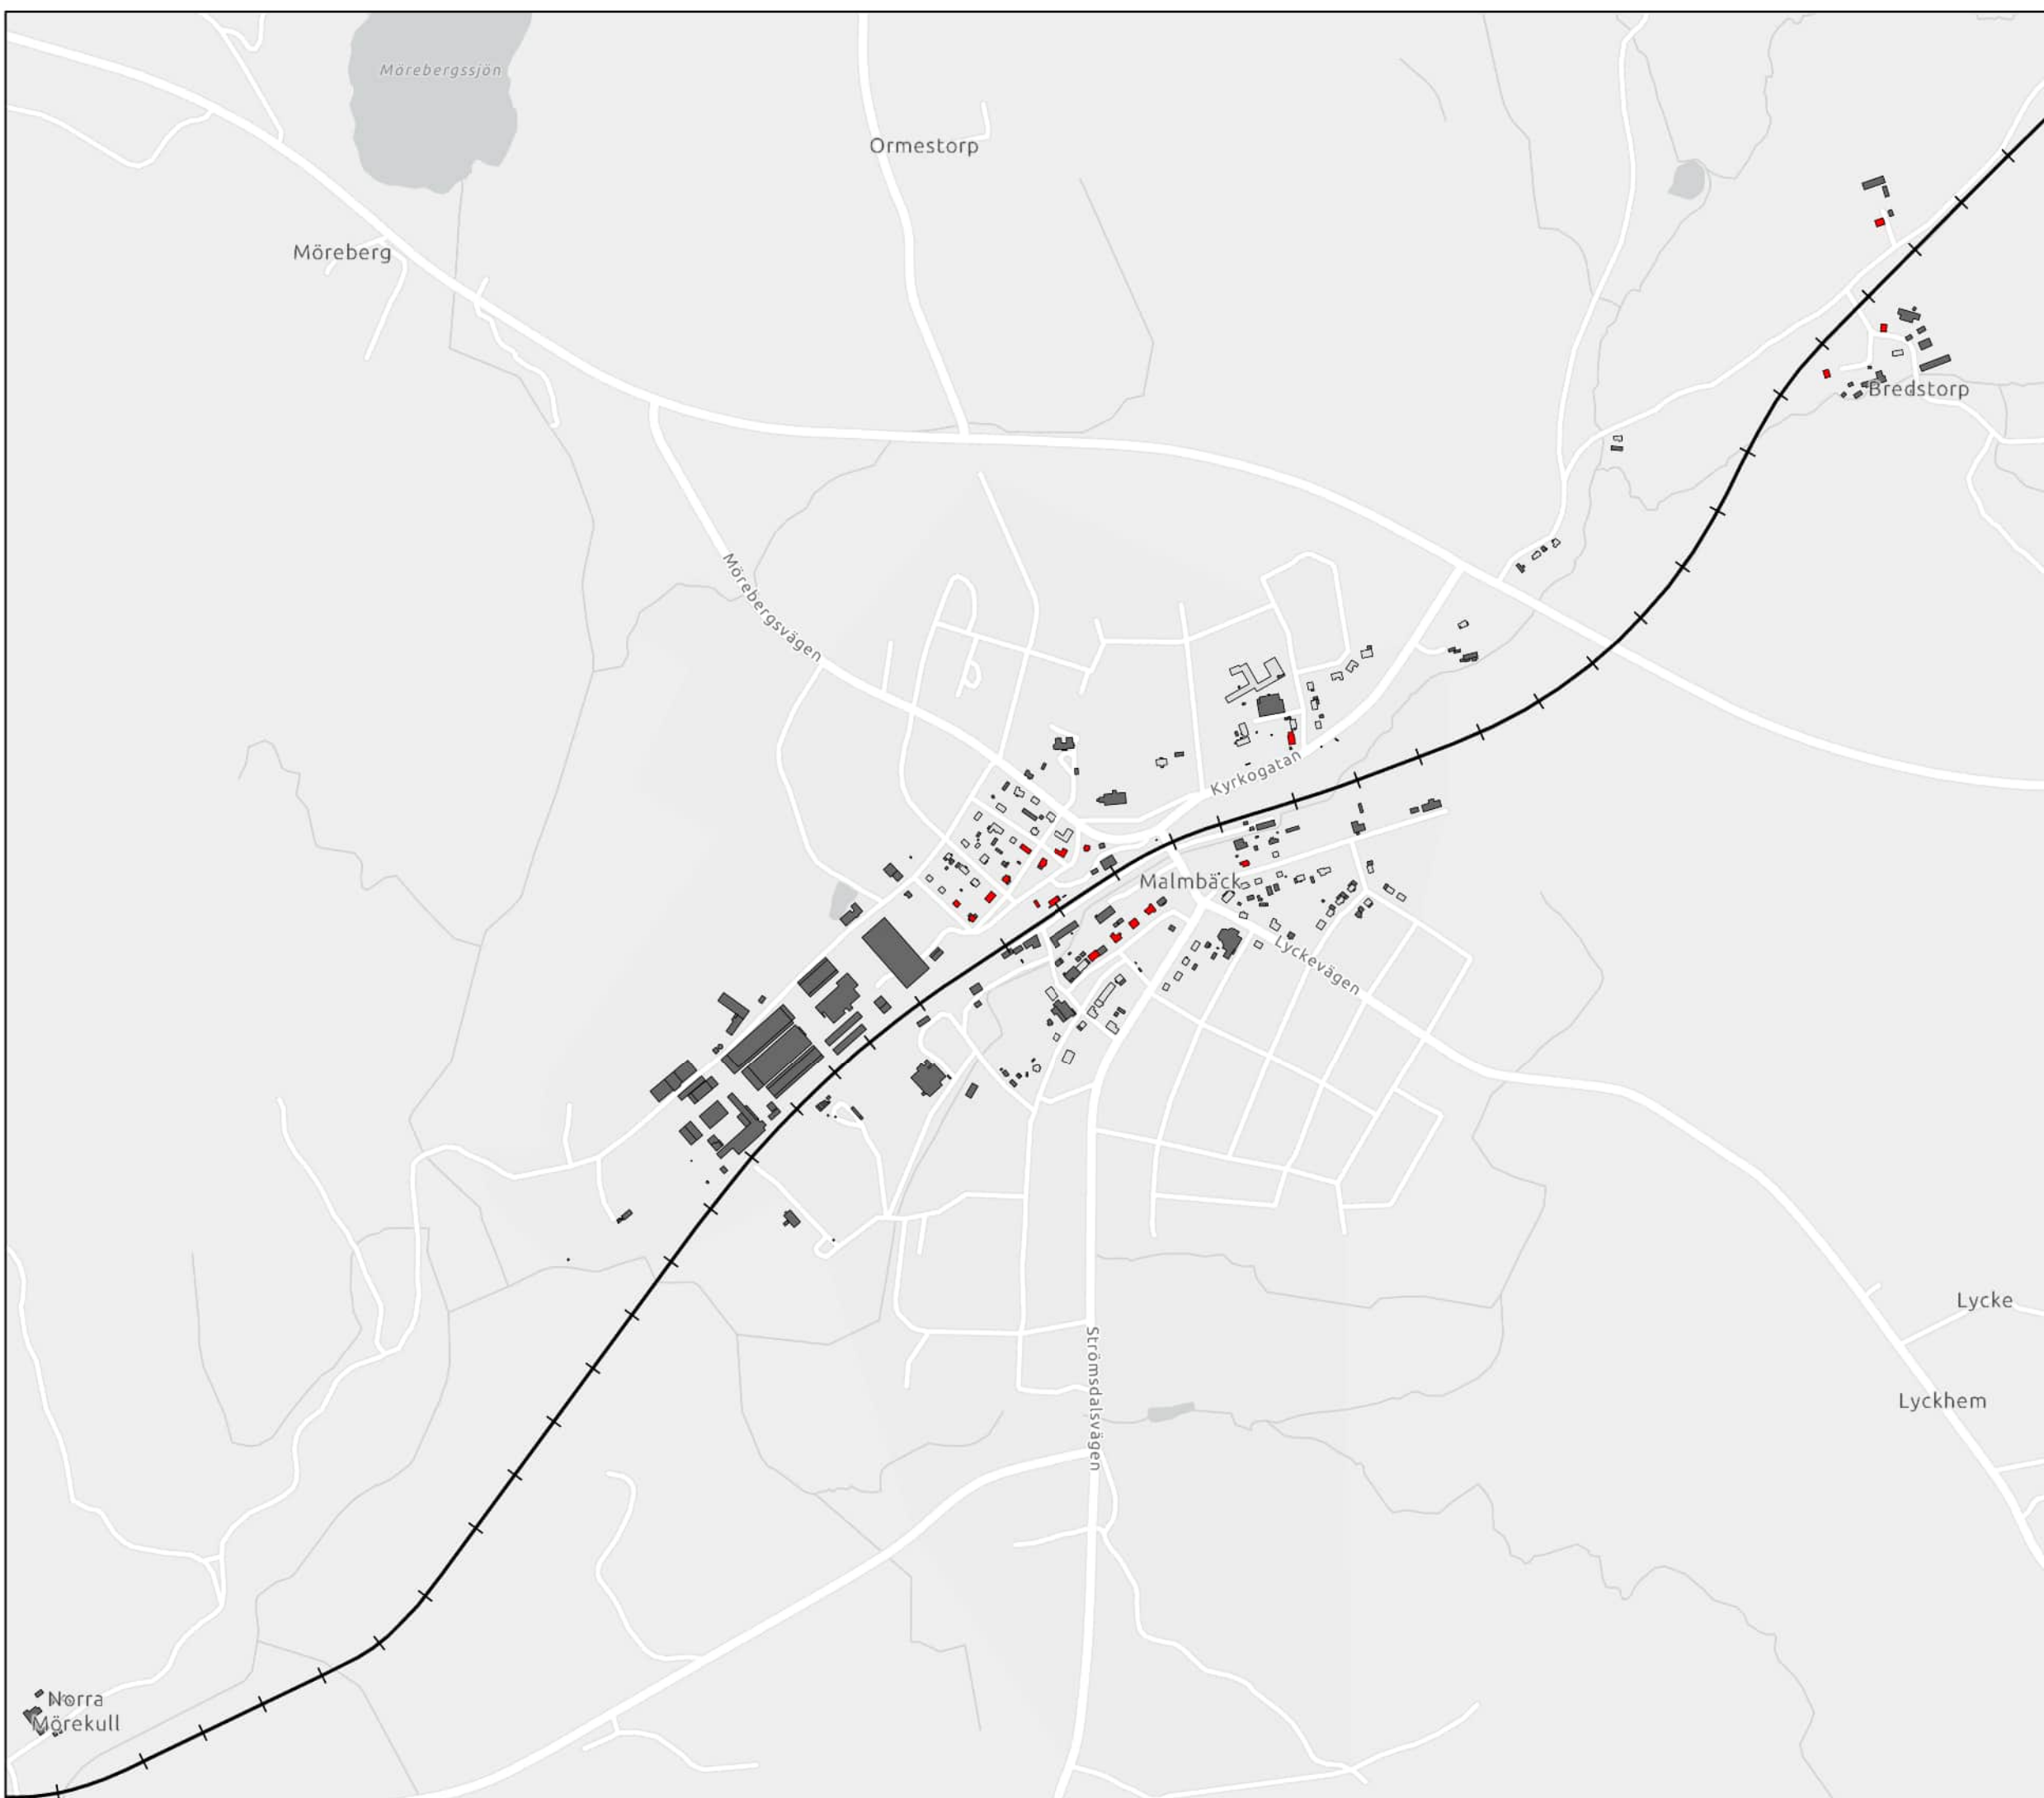 Mörebergssjön
Ormestorp
Möreberg
Bredstorp
Mörebergsvägen
Kyrkogatan
Malmbäck
Lyckevägen
Lycke
Strömsdalsvägen
Lyckhem
Norra
Mörekull